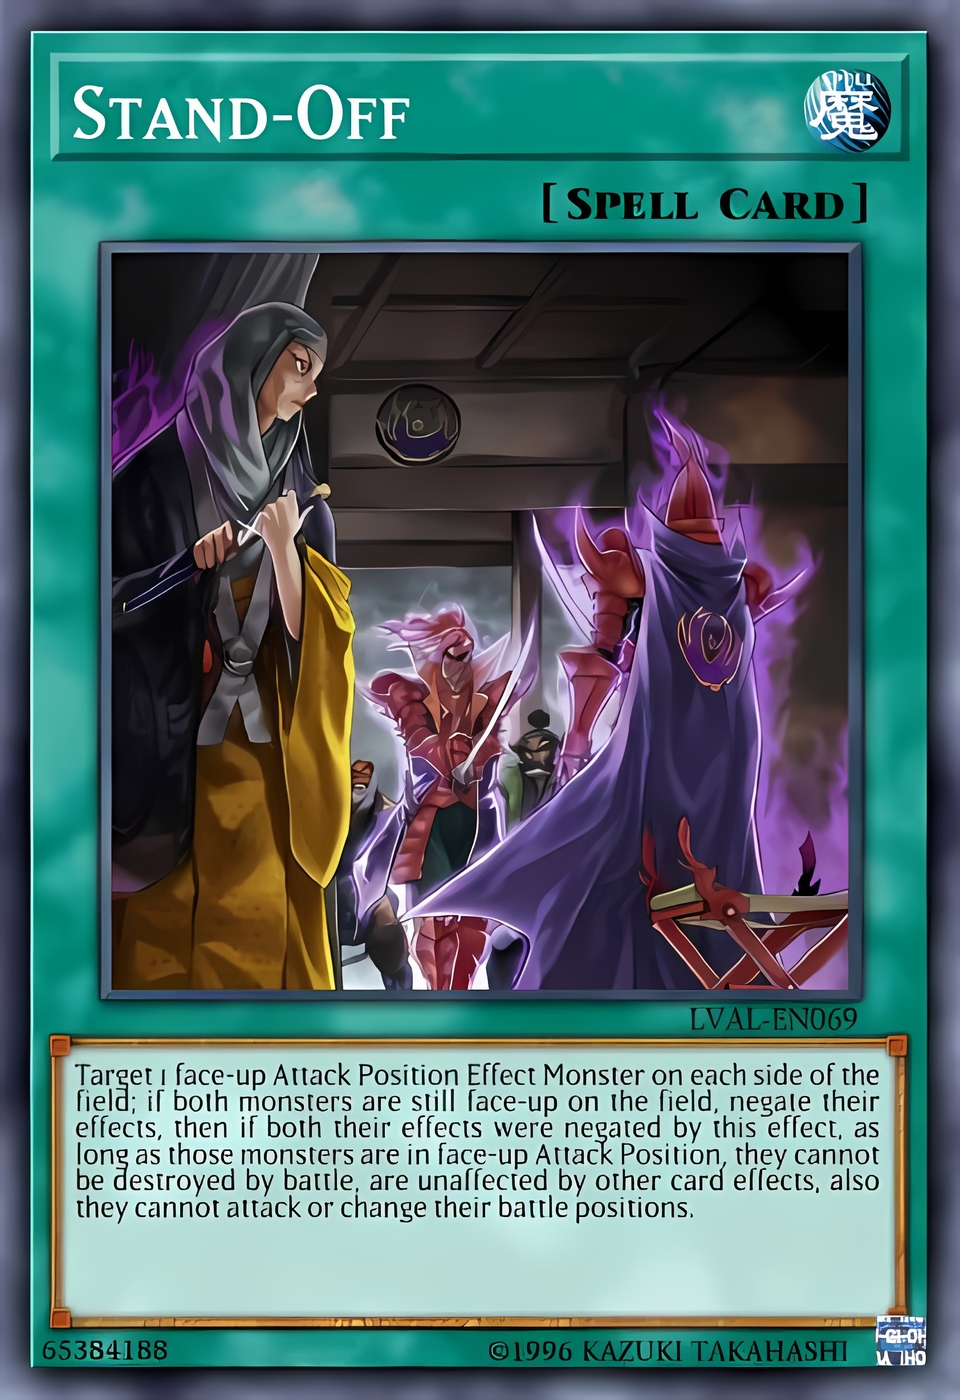 Stand-Off
魔
[Spell Card]
LVAL-EN069
Target 1 face-up Attack Position Effect Monster on each side of the
field; if both monsters are still face-up on the field, negate their
effects, then if both their effects were negated by this effect, as
long as those monsters are in face-up Attack Position, they cannot
be destroyed by battle, are unaffected by other card effects, also
they cannot attack or change their battle positions.
65384188
©1996 KAZUKI TAKAHASHI